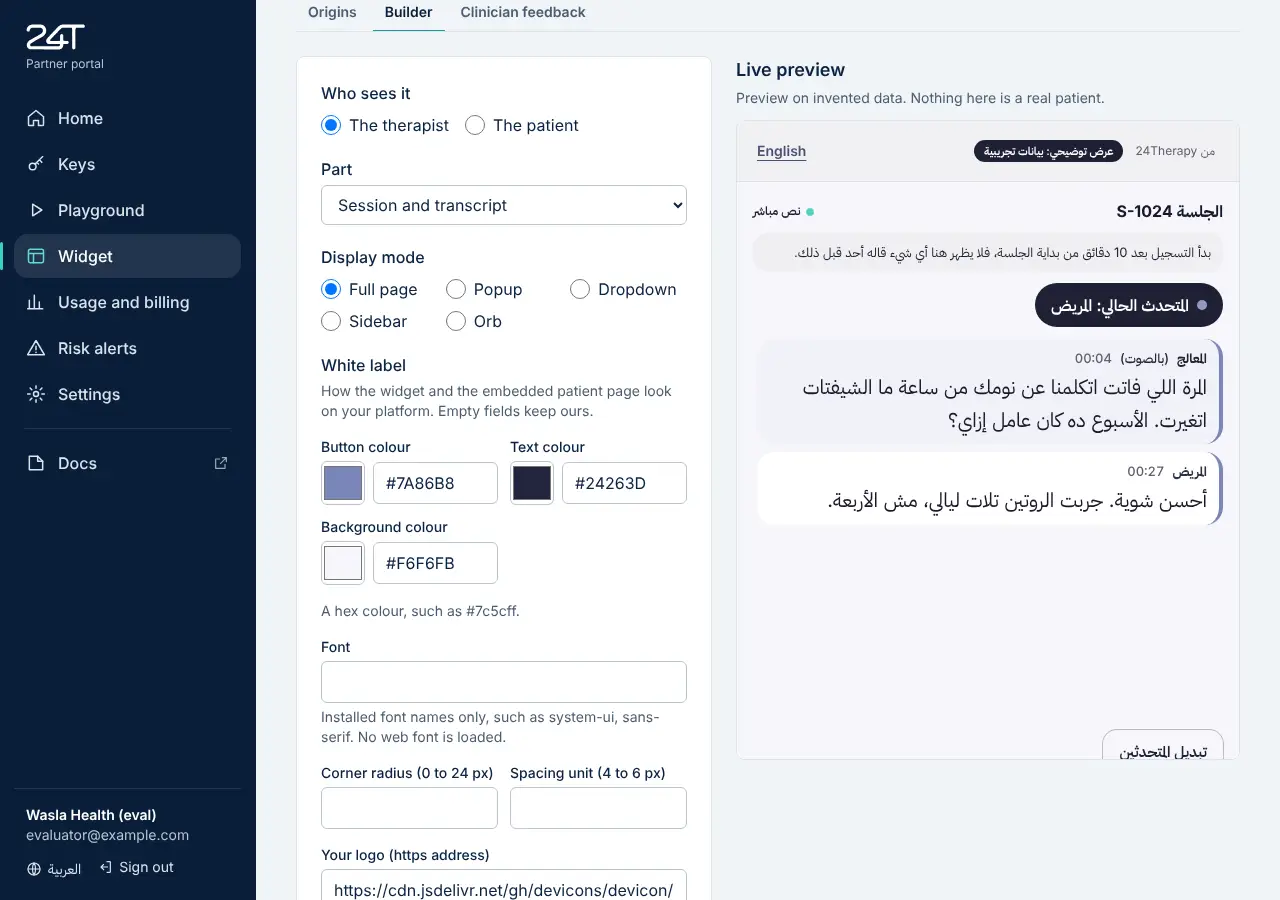 24T
Partner portal
Home
Keys
Playground
Widget
Usage and billing
Risk alerts
Settings
Docs
Wasla Health (eval)
evaluator@example.com
العربية
Sign out
Origins
Builder
Clinician feedback
Who sees it
The therapist
The patient
Part
Session and transcript
Display mode
Full page
Popup
Dropdown
Sidebar
Orb
White label
How the widget and the embedded patient page look
on your platform. Empty fields keep ours.
Button colour
Text colour
#7A86B8
#24263D
Background colour
#F6F6FB
A hex colour, such as #7c5cff.
Font
Installed font names only, such as system-ui, sans-
serif. No web font is loaded.
Corner radius (0 to 24 px)
Spacing unit (4 to 6 px)
Your logo (https address)
https://cdn.jsdelivr.net/gh/devicons/devicon/
Live preview
Preview on invented data. Nothing here is a real patient.
من 24Therapy
عرض توضيحي: بيانات تجريبية
English
الجلسة S-1024
نص مباشر
بدأ التسجيل بعد 10 دقائق من بداية الجلسة، فلا يظهر هنا أي شيء قاله أحد قبل ذلك.
المتحدث الحالي: المريض
المعالج (بالصوت) 00:04
المرة اللي فاتت اتكلمنا عن نومك من ساعة ما الشيفتات
اتغيرت. الأسبوع ده كان عامل إزاي؟
المريض 00:27
أحسن شوية. جربت الروتين تلات ليالي، مش الأربعة.
تبديل المتحدثين